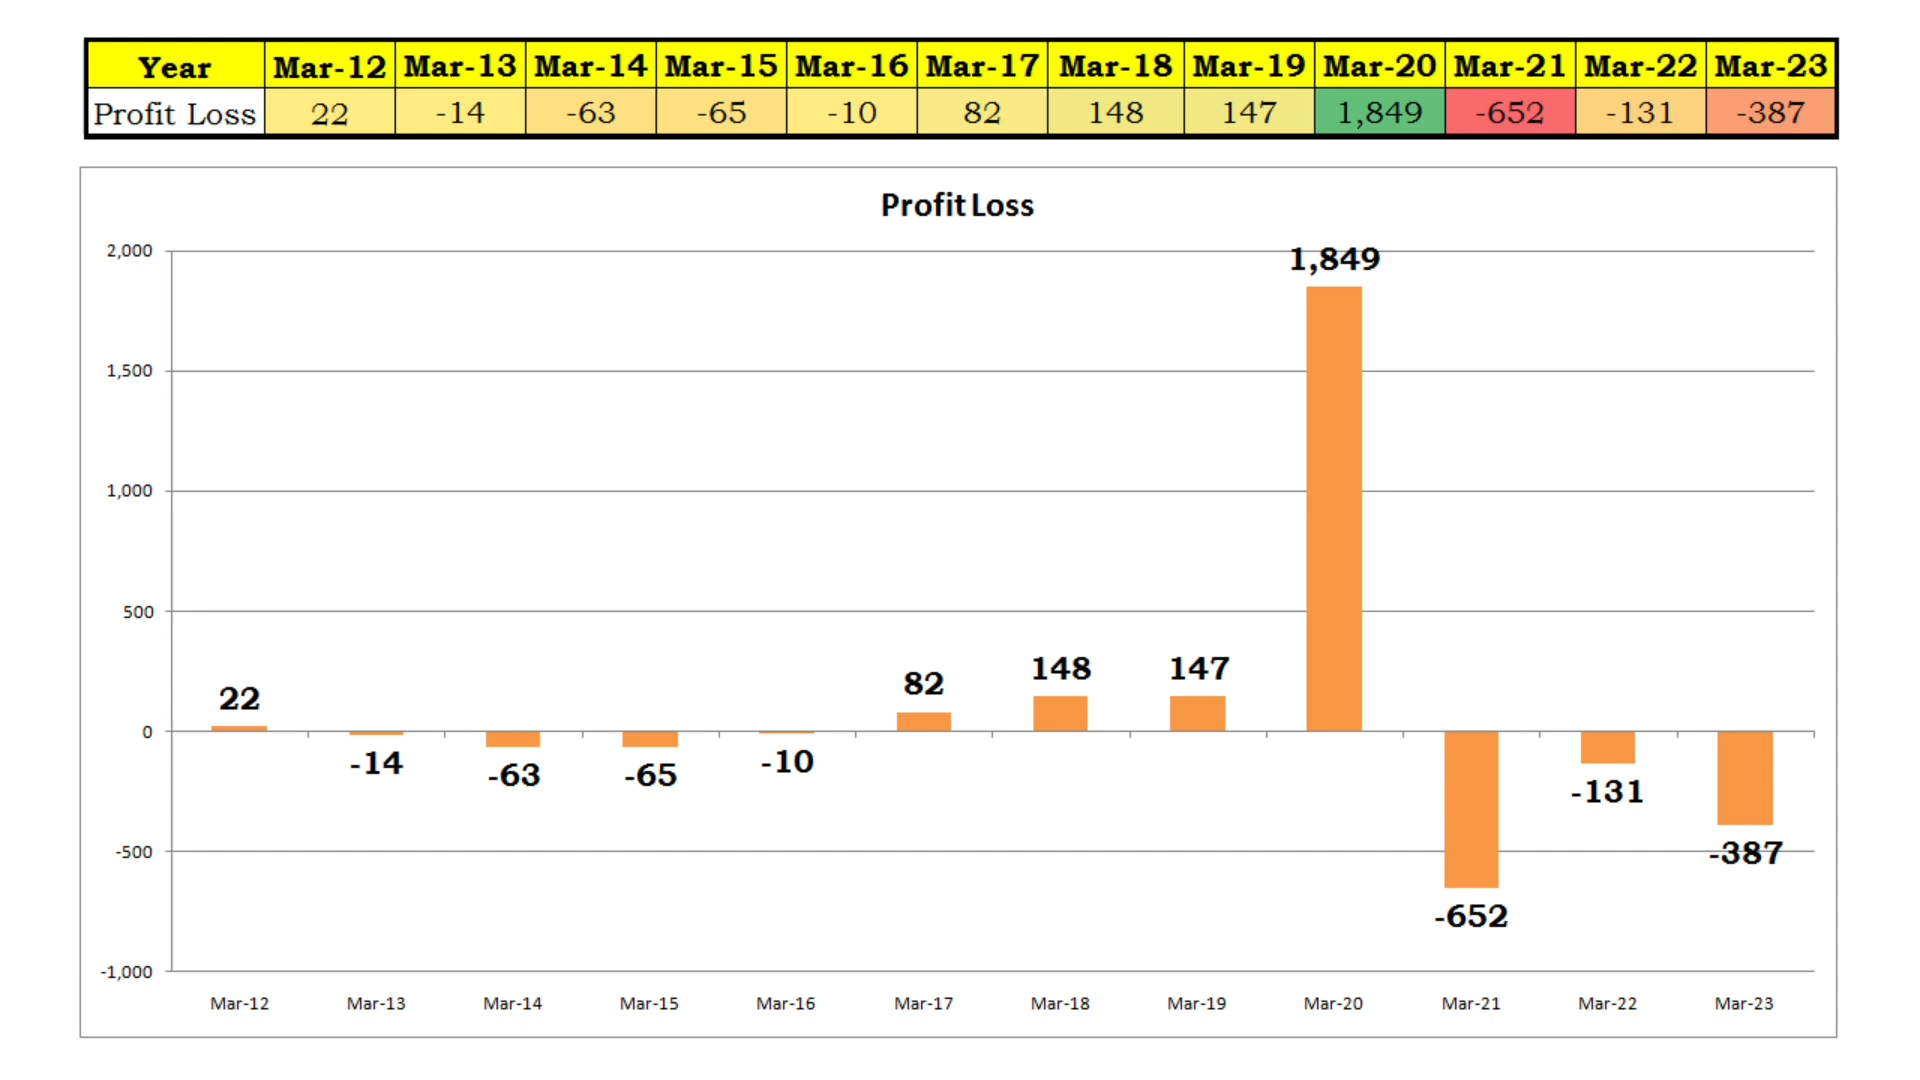 Year Mar-12 Mar-13 Mar-14 Mar-15 Mar-16 Mar-17 Mar-18 Mar-19 Mar-20 Mar-21 Mar-22 Mar-23
Profit Loss 22 -14 -63 -65 -10 82 148 147 1,849 -652 -131 -387
Profit Loss
2,000
1,849
1,500
1,000
500
22 82 148 147
0
-14 -63 -65 -10 -131
-500
-387
-652
-1,000
Mar-12 Mar-13 Mar-14 Mar-15 Mar-16 Mar-17 Mar-18 Mar-19 Mar-20 Mar-21 Mar-22 Mar-23